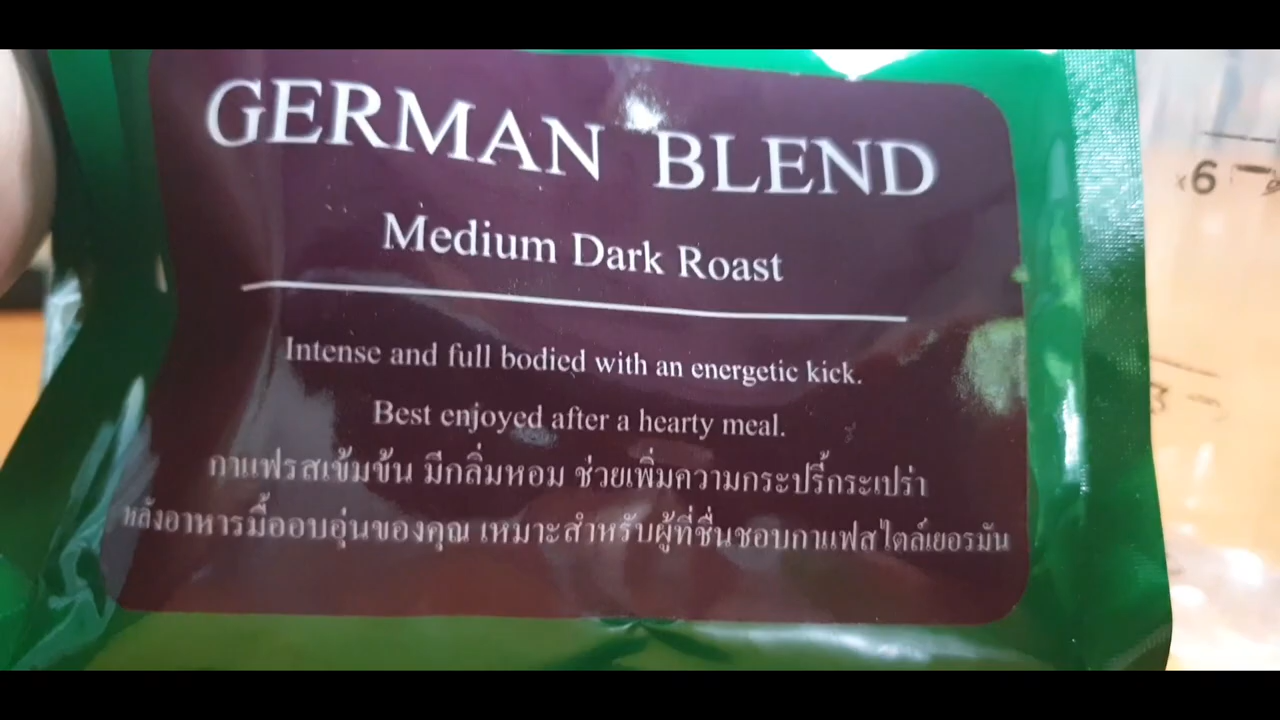 GERMAN BLEND
Medium Dark Roast
Intense and full bodied with an energetic kick.
Best enjoyed after a hearty meal.
กาแฟรสเข้มข้น มีกลิ่มหอม ช่วยเพิ่มความกระปรี้กระเปร่า
หลังอาหารมื้ออบอุ่นของคุณ เหมาะสำหรับผู้ที่ชื่นชอบกาแฟสไตล์เยอรมัน
6